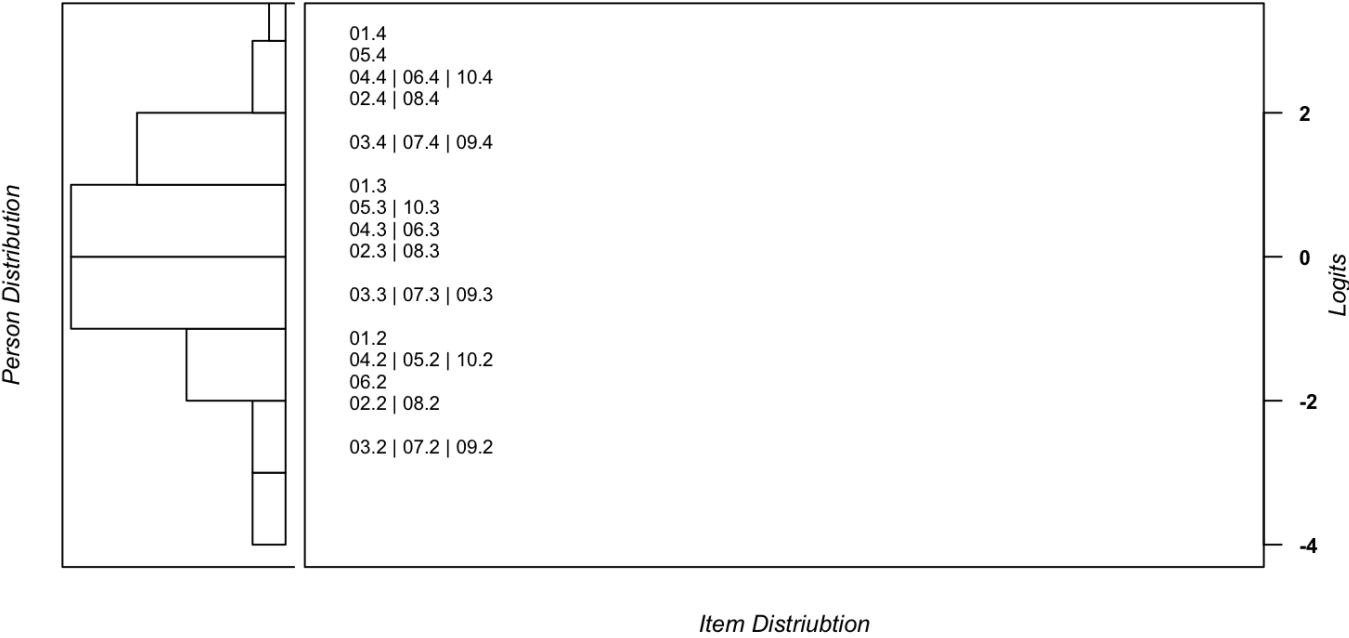 Person Distribution
01.4
05.4
04.4 | 06.4 | 10.4
02.4 | 08.4
03.4 | 07.4 | 09.4
01.3
05.3 | 10.3
04.3 | 06.3
02.3 | 08.3
03.3 | 07.3 | 09.3
01.2
04.2 | 05.2 | 10.2
06.2
02.2 | 08.2
03.2 | 07.2 | 09.2
2
0
-2
-4
Logits
Item Distriubtion